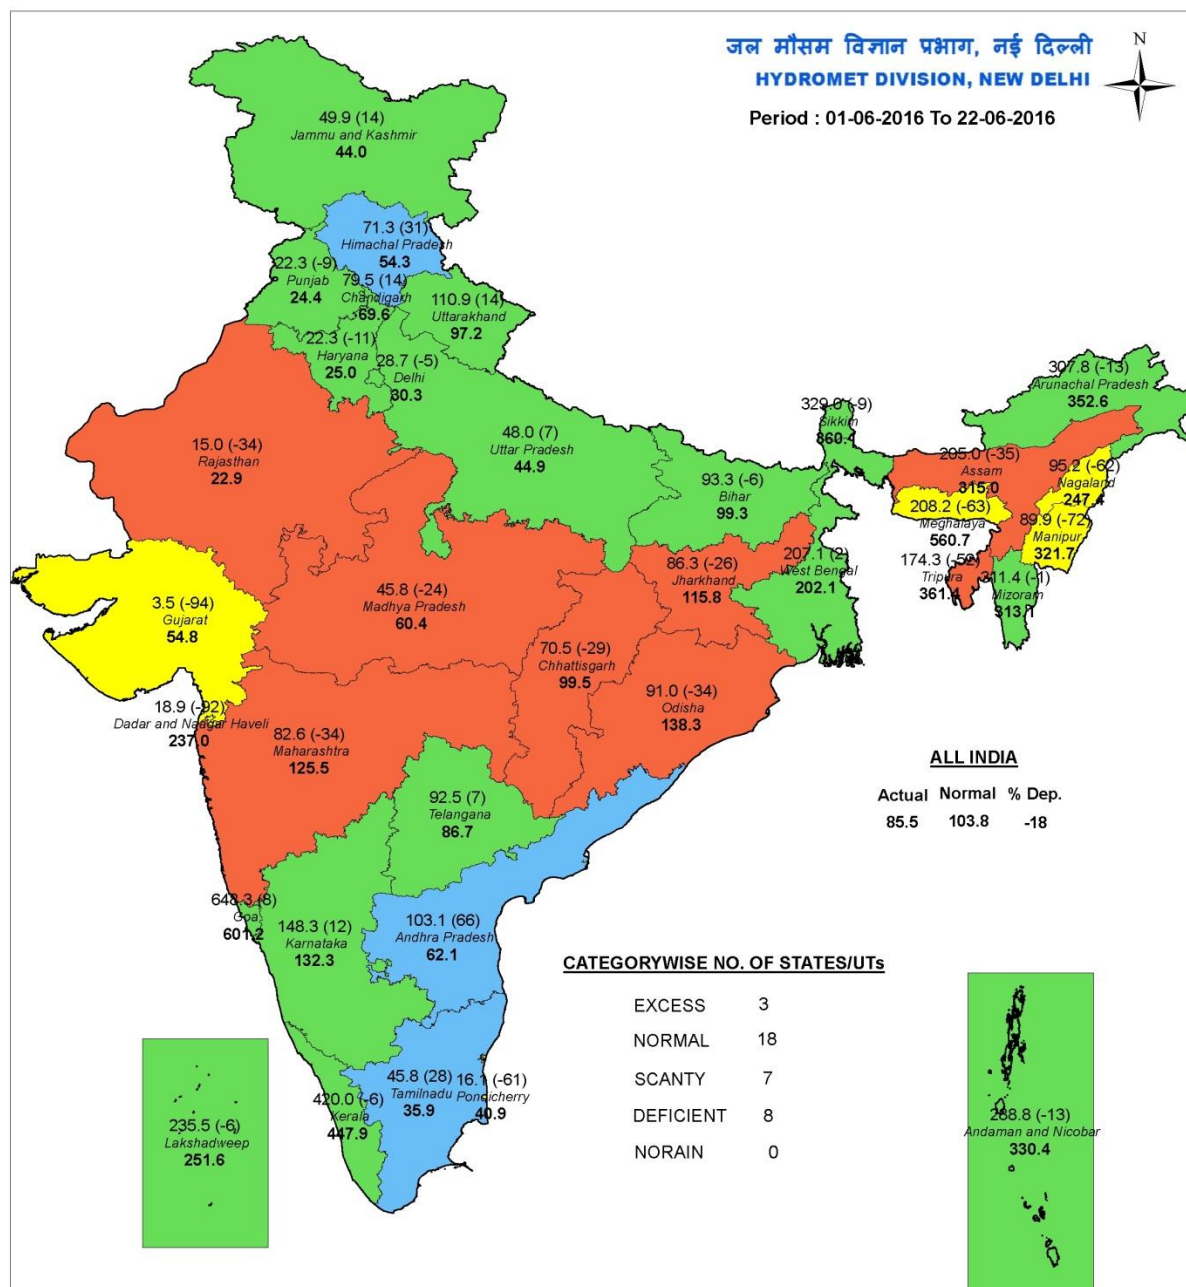 जल मौसम विज्ञान प्रभाग, नई दिल्ली
HYDROMET DIVISION, NEW DELHI
Period : 01-06-2016 To 22-06-2016
N
49.9 (14)
Jammu and Kashmir
44.0
71.3 (31)
Himachal Pradesh
54.3
22.3 (-9)
Punjab
24.4
79.5 (14)
Chandigarh
69.6
110.9 (14)
Uttarakhand
97.2
22.3 (-11)
Haryana
25.0
28.7 (-5)
Delhi
30.3
307.8 (-13)
Arunachal Pradesh
352.6
329.0 (-9)
Sikkim
360.4
15.0 (-34)
Rajasthan
22.9
48.0 (7)
Uttar Pradesh
44.9
93.3 (-6)
Bihar
99.3
205.0 (-35)
Assam
315.0
95.2 (-62)
Nagaland
247.4
208.2 (-63)
Meghalaya
560.7
89.9 (-72)
Manipur
321.7
174.3 (-52)
Tripura
361.4
311.4 (-1)
Mizoram
313.1
86.3 (-26)
Jharkhand
115.8
207.1 (2)
West Bengal
202.1
3.5 (-94)
Gujarat
54.8
45.8 (-24)
Madhya Pradesh
60.4
70.5 (-29)
Chhattisgarh
99.5
91.0 (-34)
Odisha
138.3
18.9 (-92)
Dadar and Nagar Haveli
237.0
82.6 (-34)
Maharashtra
125.5
ALL INDIA
Actual Normal % Dep.
85.5 103.8 -18
92.5 (7)
Telangana
86.7
648.3 (8)
Goa
601.2
148.3 (12)
Karnataka
132.3
103.1 (66)
Andhra Pradesh
62.1
CATEGORYWISE NO. OF STATES/UTs
EXCESS 3
NORMAL 18
SCANTY 7
DEFICIENT 8
NORAIN 0
45.8 (28)
Tamilnadu
35.9
16.1 (-61)
Pondicherry
40.9
420.0 (-6)
Kerala
447.9
235.5 (-6)
Lakshadweep
251.6
288.8 (-13)
Andaman and Nicobar
330.4